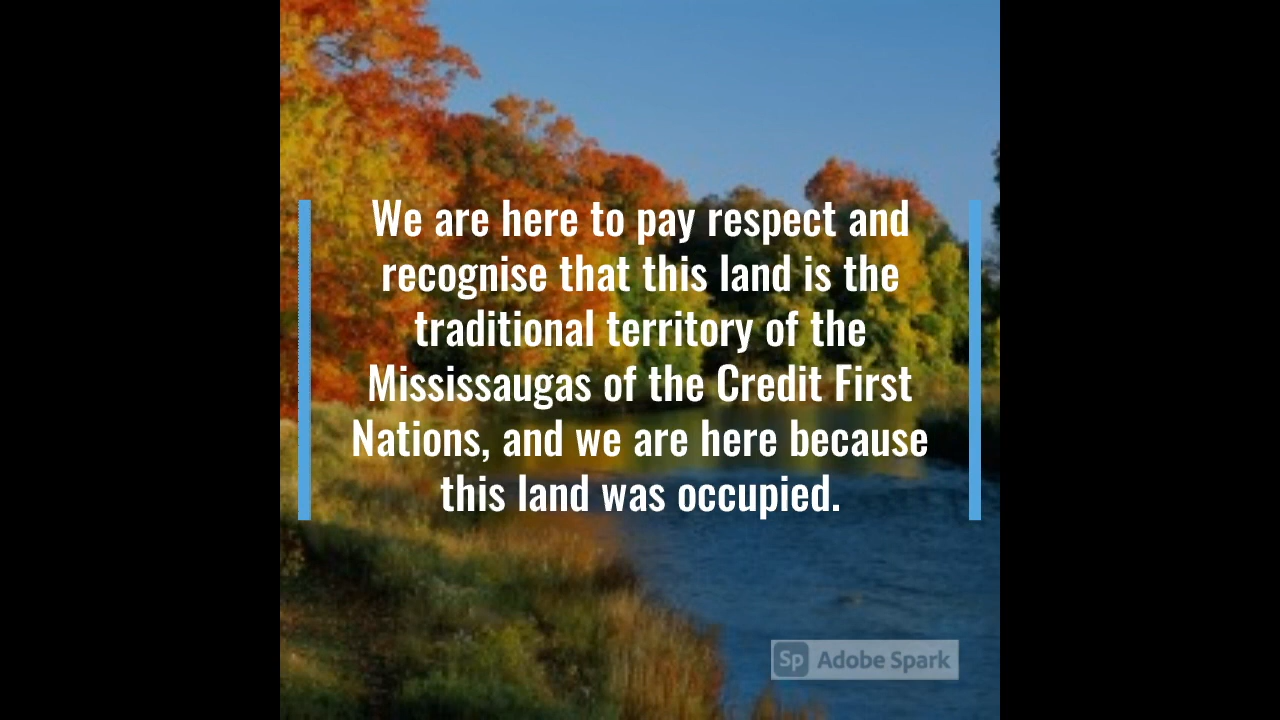 We are here to pay respect and
recognise that this land is the
traditional territory of the
Mississaugas of the Credit First
Nations, and we are here because
this land was occupied.
Sp Adobe Spark